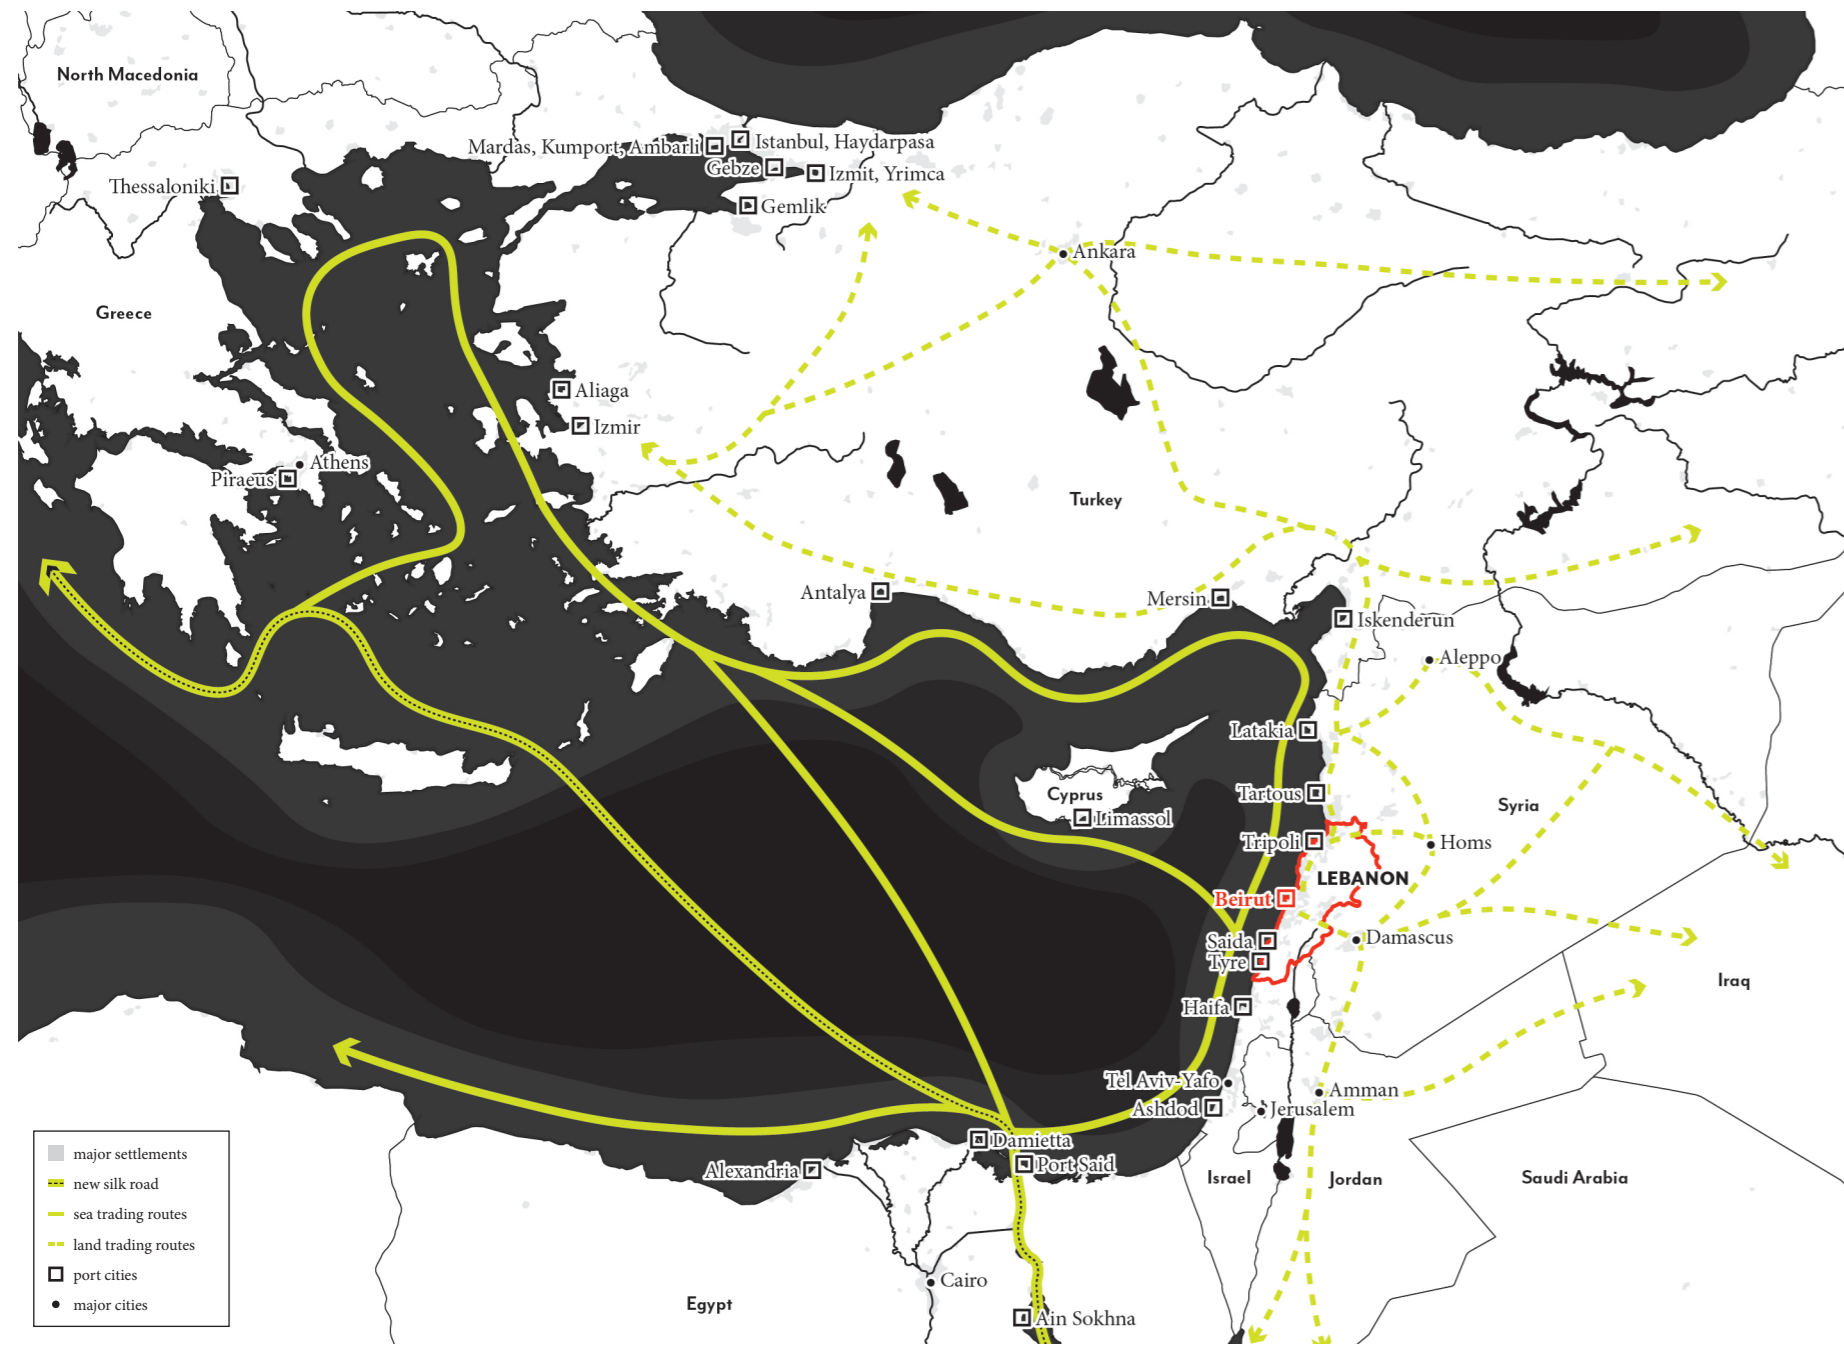 North Macedonia
Mardas, Kumport, Ambarli
Istanbul, Haydarpasa
Gebze
Izmit, Yrimca
Thessaloniki
Gemlik
Ankara
Greece
Aliaga
Izmir
Athens
Piraeus
Turkey
Antalya
Mersin
Iskenderun
Aleppo
Latakia
Cyprus
Limassol
Tartous
Syria
Tripoli
Homs
LEBANON
Beirut
Saida
Damascus
Tyre
Iraq
Haifa
Tel Aviv-Yafo
Amman
Ashdod
Jerusalem
Damietta
Port Said
Alexandria
Israel
Jordan
Saudi Arabia
Cairo
Egypt
Ain Sokhna
major settlements
new silk road
sea trading routes
land trading routes
port cities
major cities